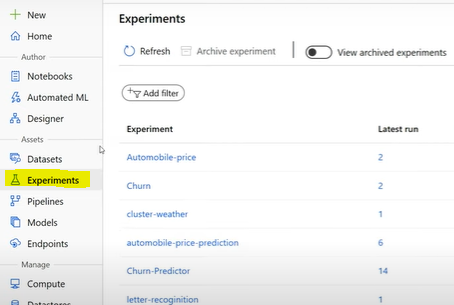 New
Home
Author
Notebooks
Automated ML
Designer
Assets
Datasets
Experiments
Pipelines
Models
Endpoints
Manage
Compute
Datastores
Experiments
Refresh Archive experiment View archived experiments
Add filter
Experiment Latest run
Automobile-price 2
Churn 2
cluster-weather 1
automobile-price-prediction 6
Churn-Predictor 14
letter-recoginition 1